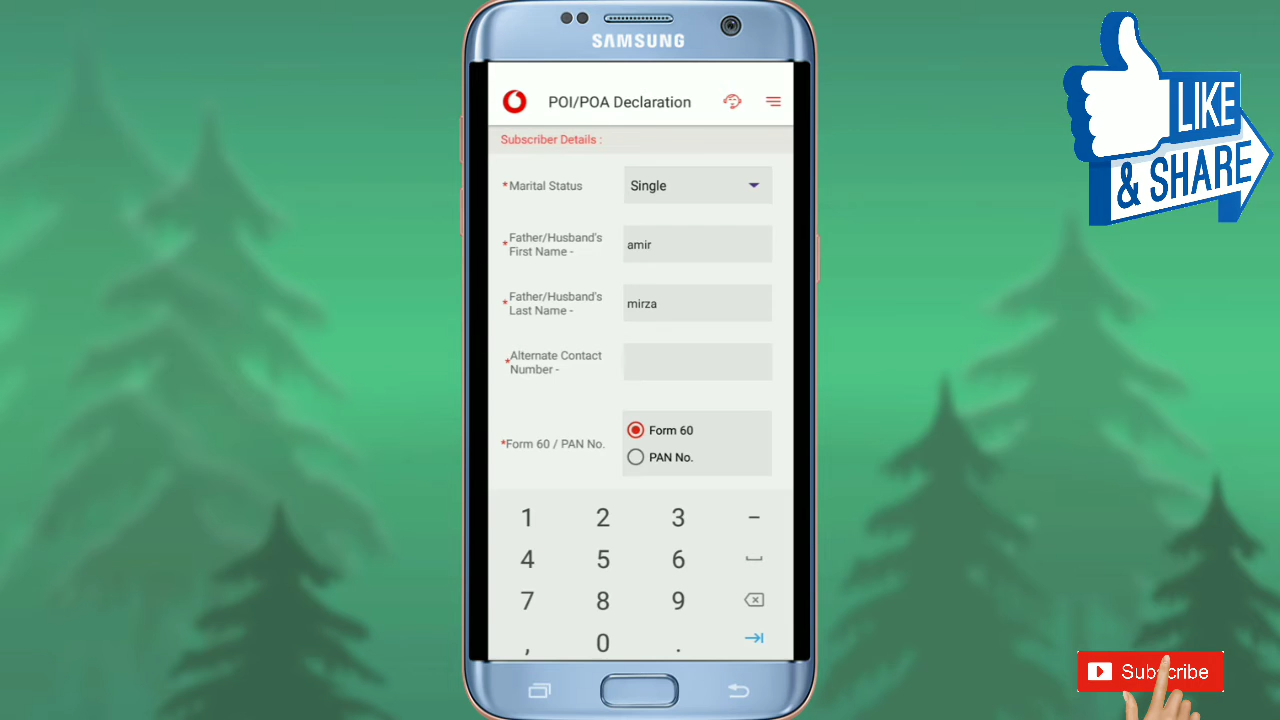 SAMSUNG
POI/POA Declaration
Subscriber Details :
*Marital Status
Single
*Father/Husband's
First Name -
amir
*Father/Husband's
Last Name -
mirza
*Alternate Contact
Number -
*Form 60 / PAN No.
Form 60
PAN No.
1 2 3 -
4 5 6
7 8 9
, 0 .
LIKE
& SHARE
Subscribe